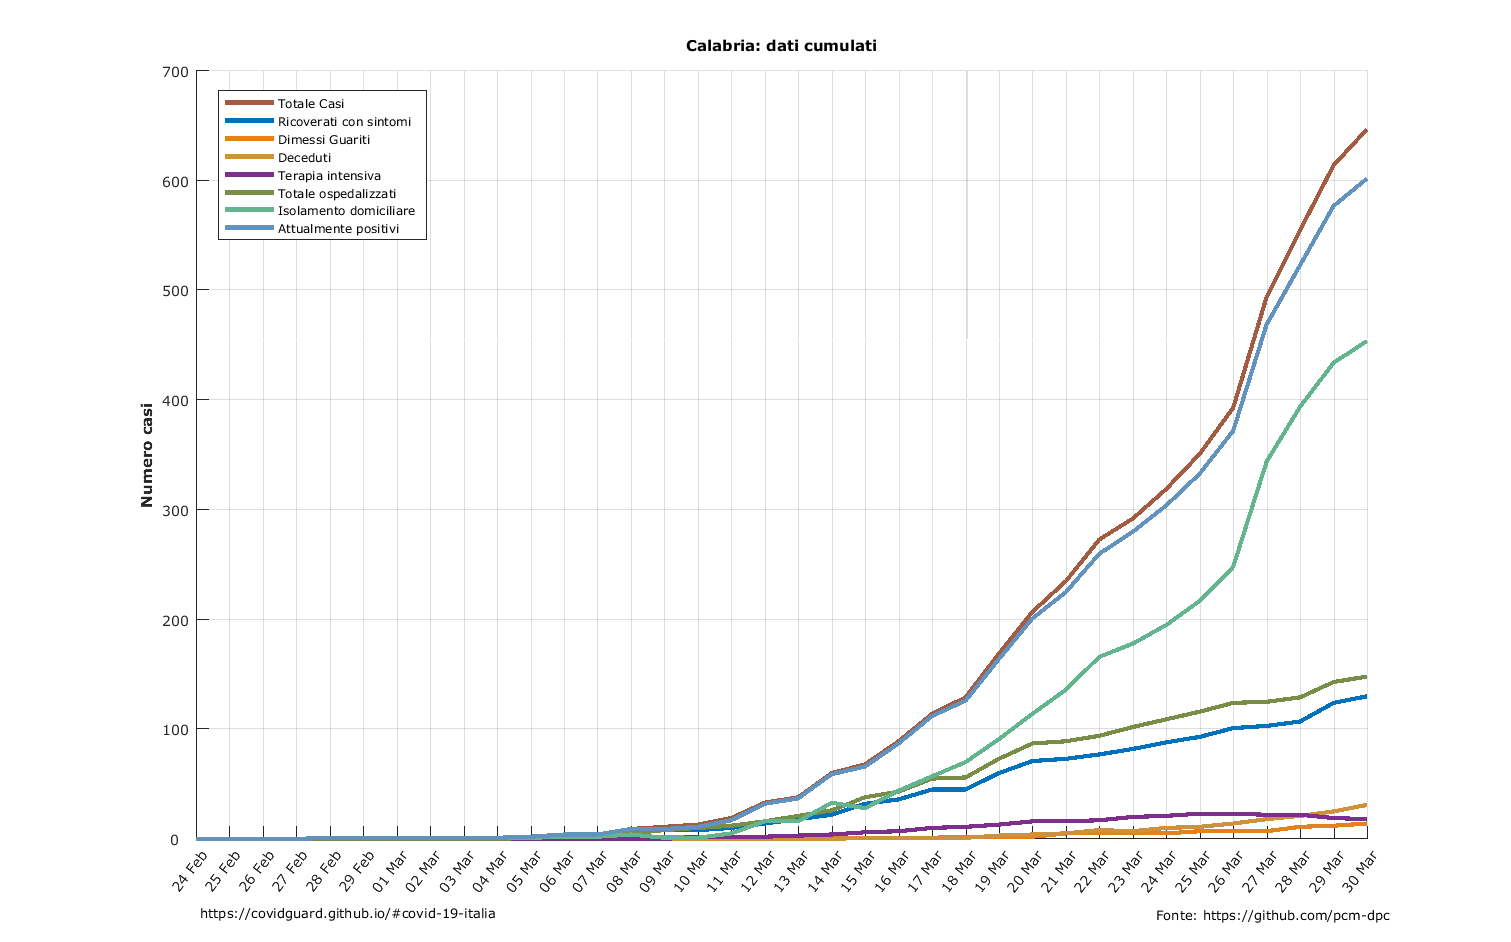 Calabria: dati cumulati
700
600
500
400
300
200
100
0
Numero casi
Totale Casi
Ricoverati con sintomi
Dimessi Guariti
Deceduti
Terapia intensiva
Totale ospedalizzati
Isolamento domiciliare
Attualmente positivi
24 Feb
25 Feb
26 Feb
27 Feb
28 Feb
29 Feb
01 Mar
02 Mar
03 Mar
04 Mar
05 Mar
06 Mar
07 Mar
08 Mar
09 Mar
10 Mar
11 Mar
12 Mar
13 Mar
14 Mar
15 Mar
16 Mar
17 Mar
18 Mar
19 Mar
20 Mar
21 Mar
22 Mar
23 Mar
24 Mar
25 Mar
26 Mar
27 Mar
28 Mar
29 Mar
30 Mar
https://covidguard.github.io/#covid-19-italia
Fonte: https://github.com/pcm-dpc